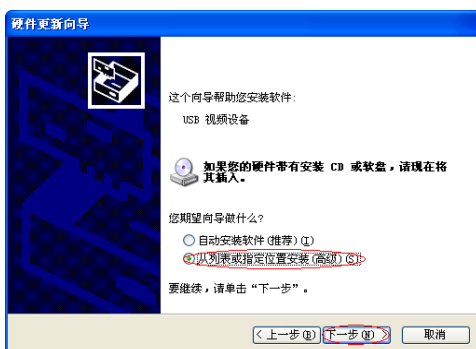 硬件更新向导
这个向导帮助您安装软件:
USB 视频设备
如果您的硬件带有安装 CD 或软盘，请现在将
其插入。
您期望向导做什么?
自动安装软件(推荐)(I)
从列表或指定位置安装(高级)(S)
要继续，请单击“下一步”。
< 上一步(B) 下一步(N) > 取消